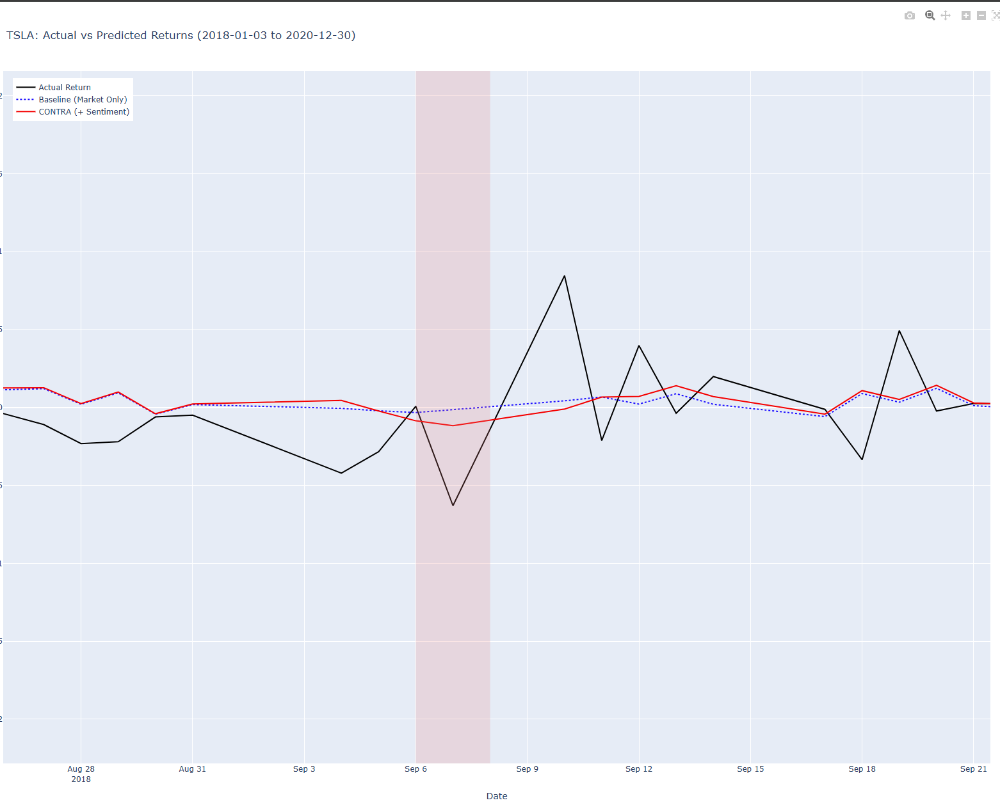 TSLA: Actual vs Predicted Returns (2018-01-03 to 2020-12-30)
Actual Return
Baseline (Market Only)
CONTRA (+ Sentiment)
Aug 28
2018
Aug 31
Sep 3
Sep 6
Sep 9
Sep 12
Sep 15
Sep 18
Sep 21
Date